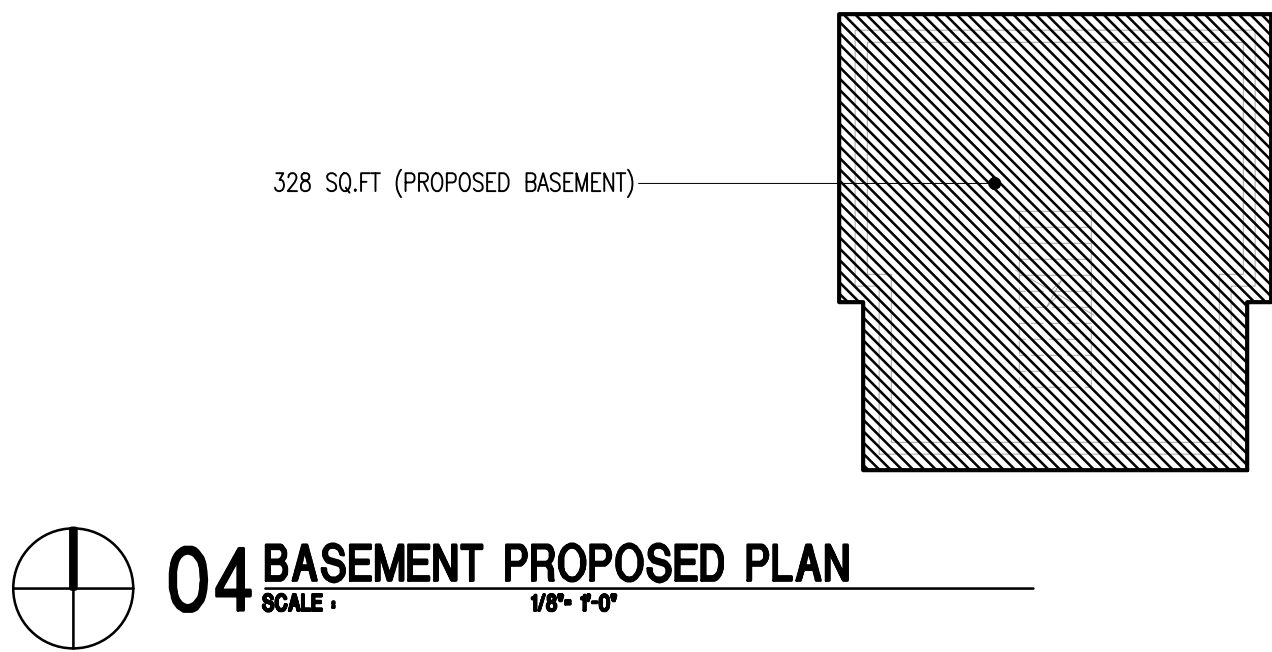 328 SQ.FT (PROPOSED BASEMENT)
04 BASEMENT PROPOSED PLAN
SCALE : 1/8"= 1'-0"